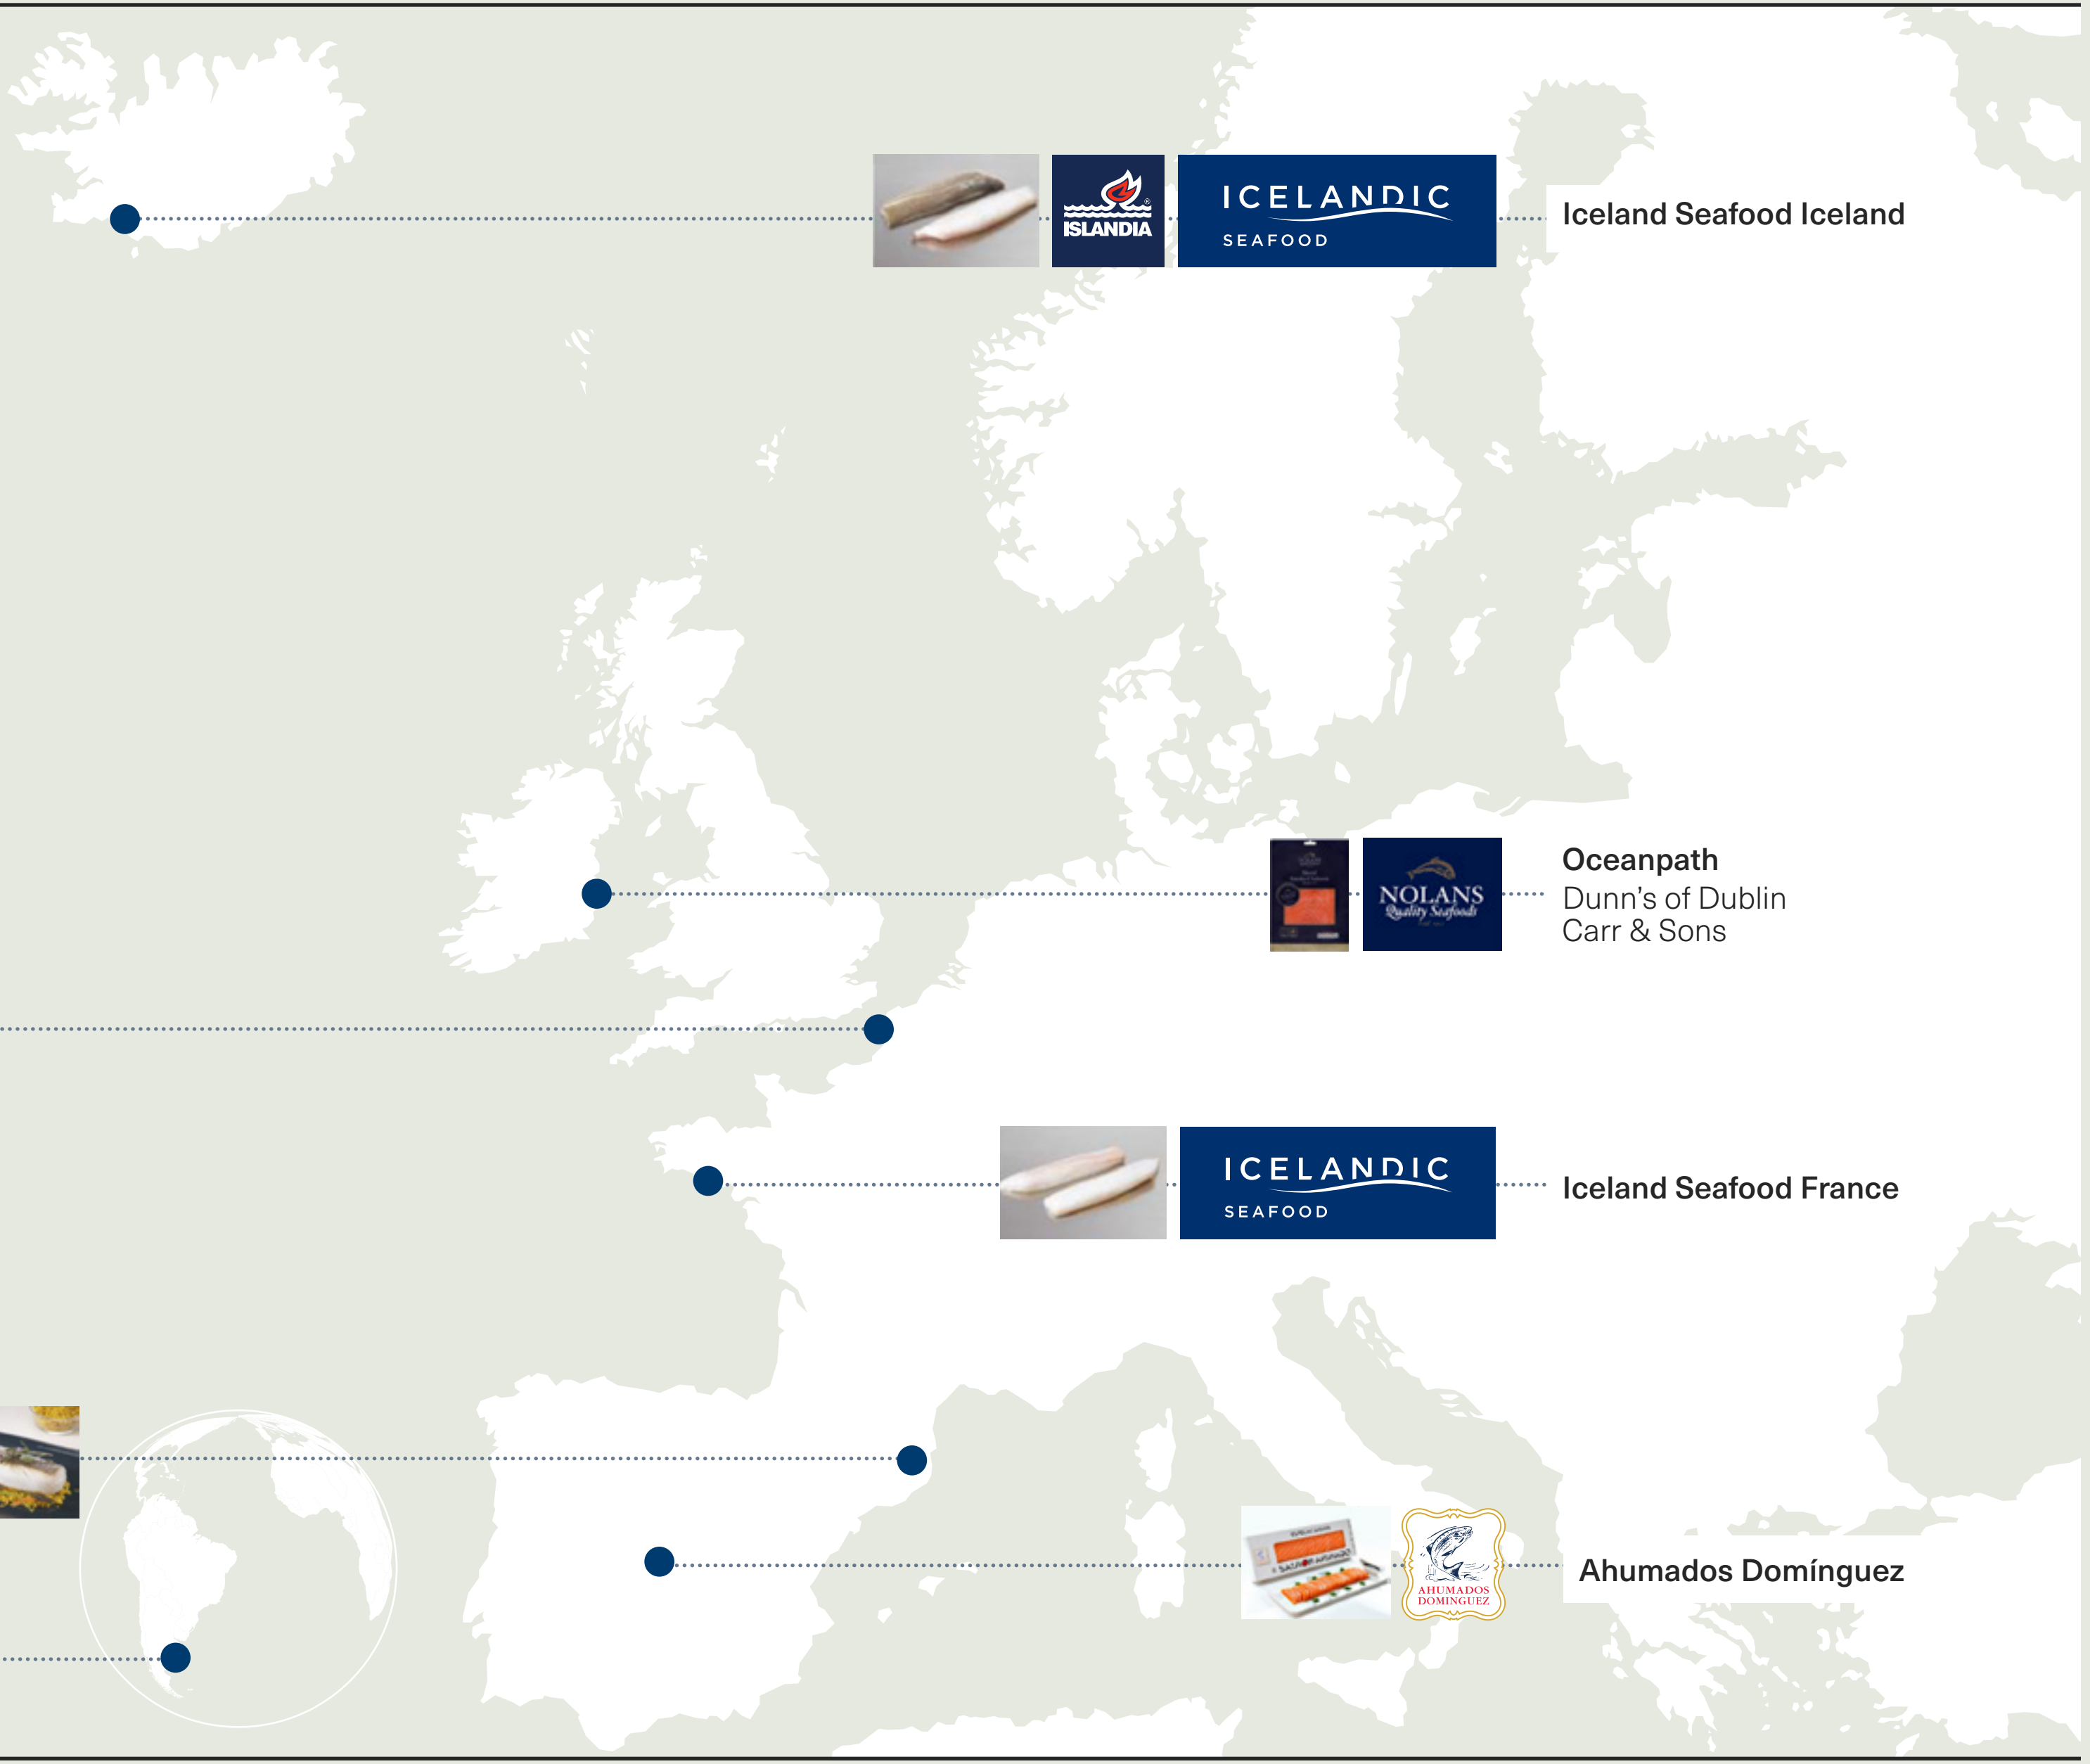 ISLANDIA
®
ICELANDIC
SEAFOOD
Iceland Seafood Iceland
NOLANS
Quality Seafoods
Oceanpath
Dunn’s of Dublin
Carr & Sons
ICELANDIC
SEAFOOD
Iceland Seafood France
AHUMADOS
DOMINGUEZ
Ahumados Domínguez